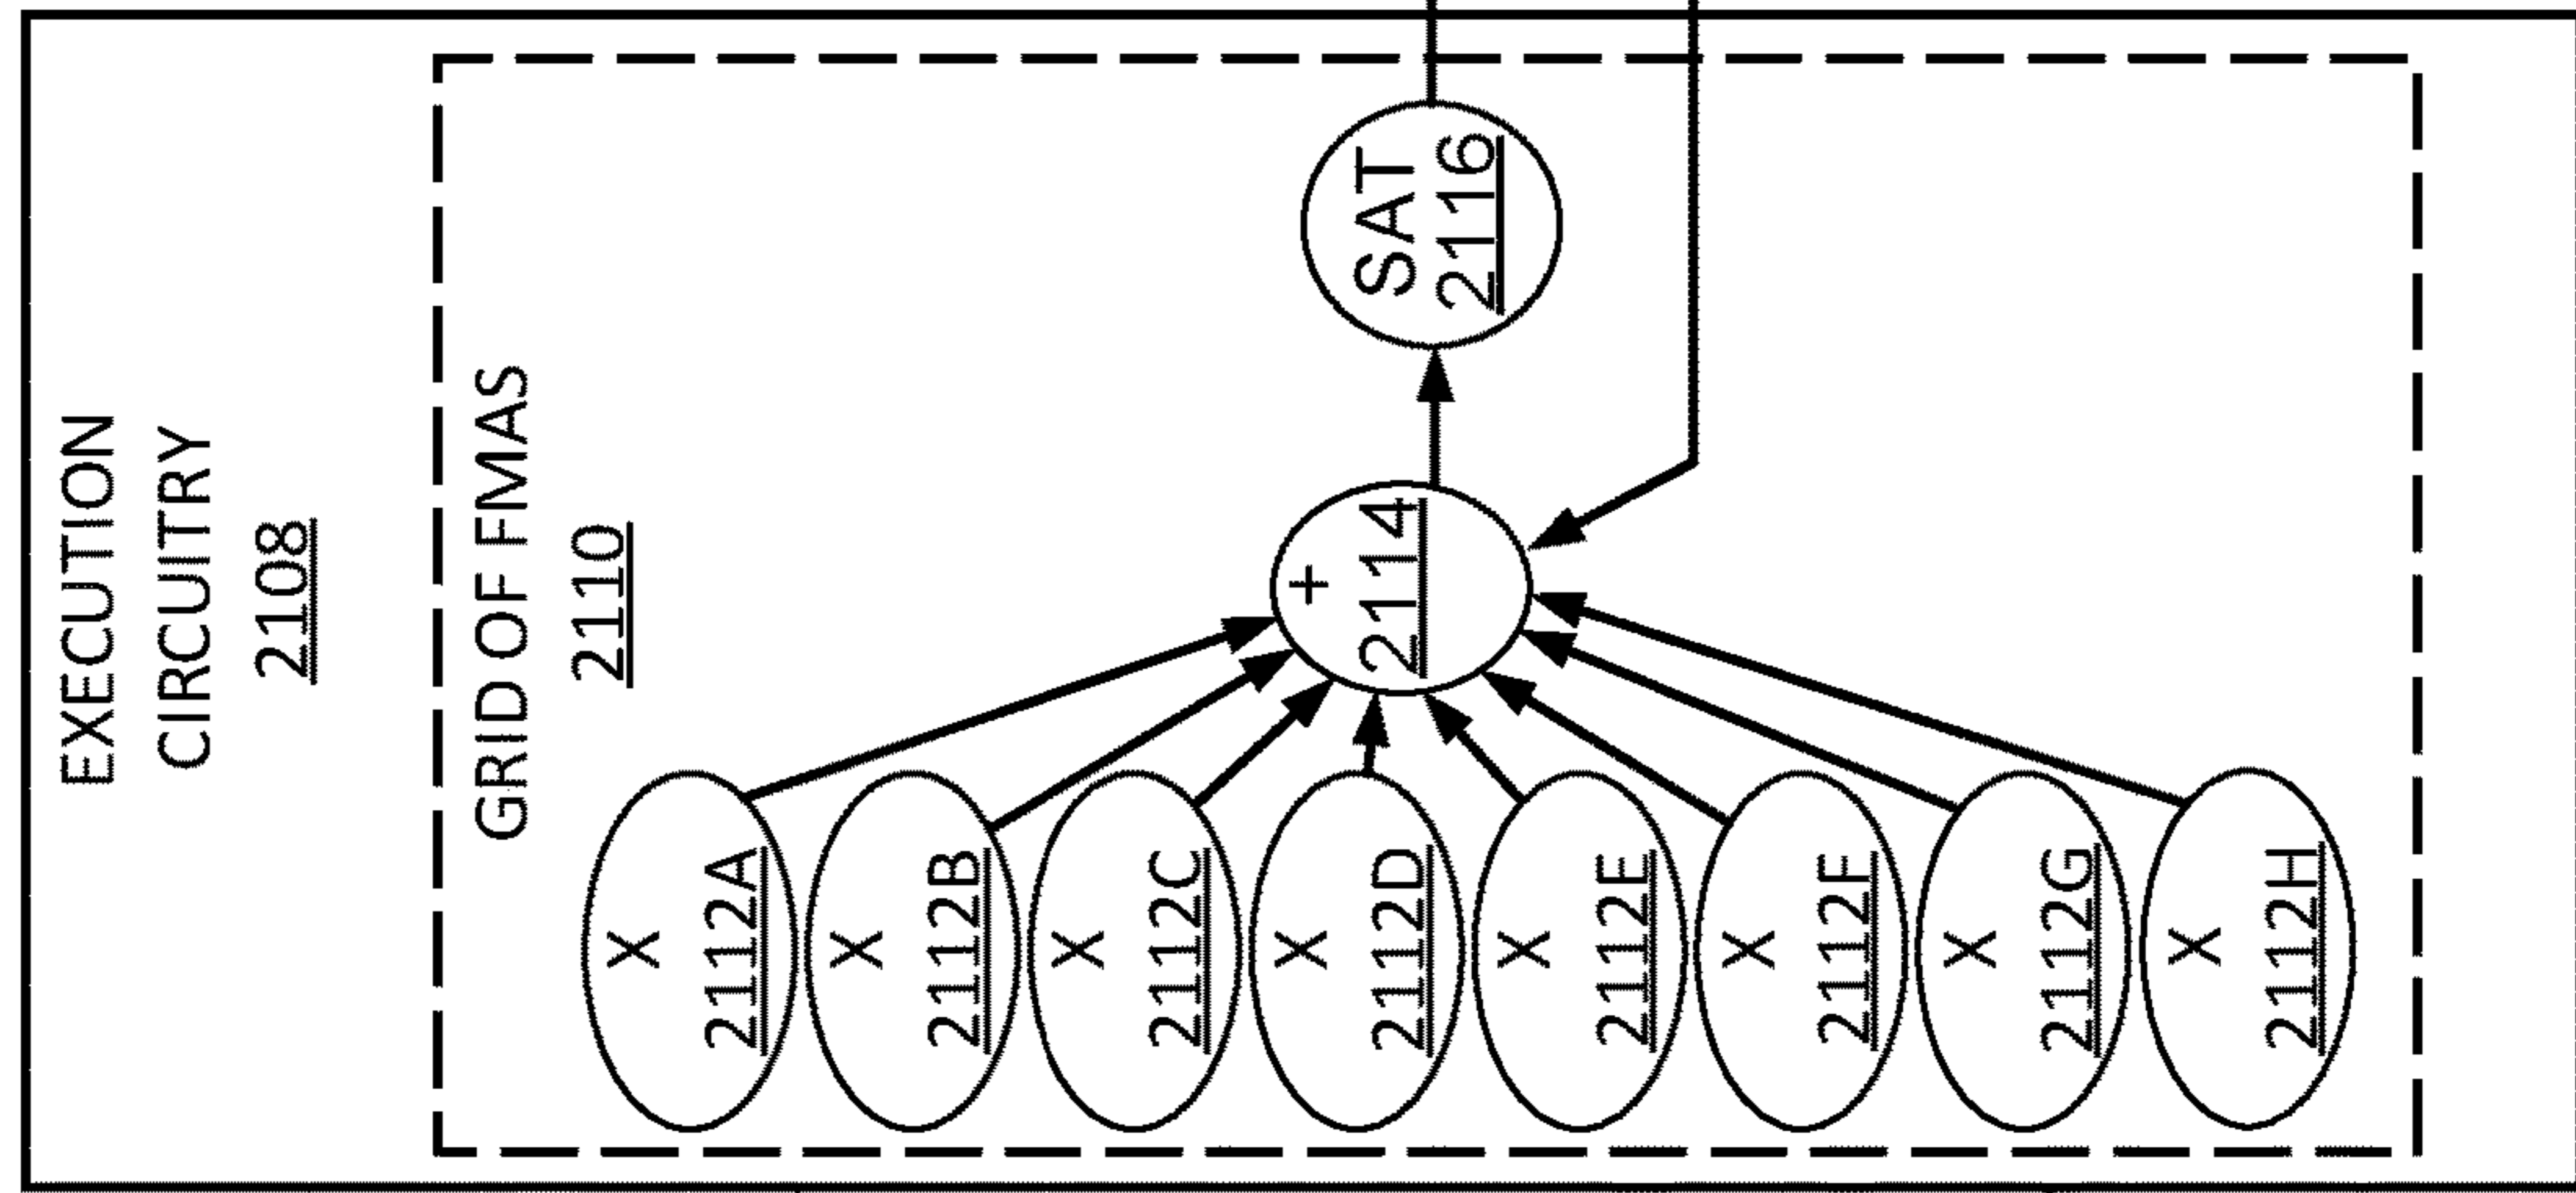 EXECUTION
CIRCUITRY
2108
GRID OF FMAS
2110
X
2112A
X
2112B
X
2112C
X
2112D
X
2112E
X
2112F
X
2112G
X
2112H
+
2114
SAT
2116